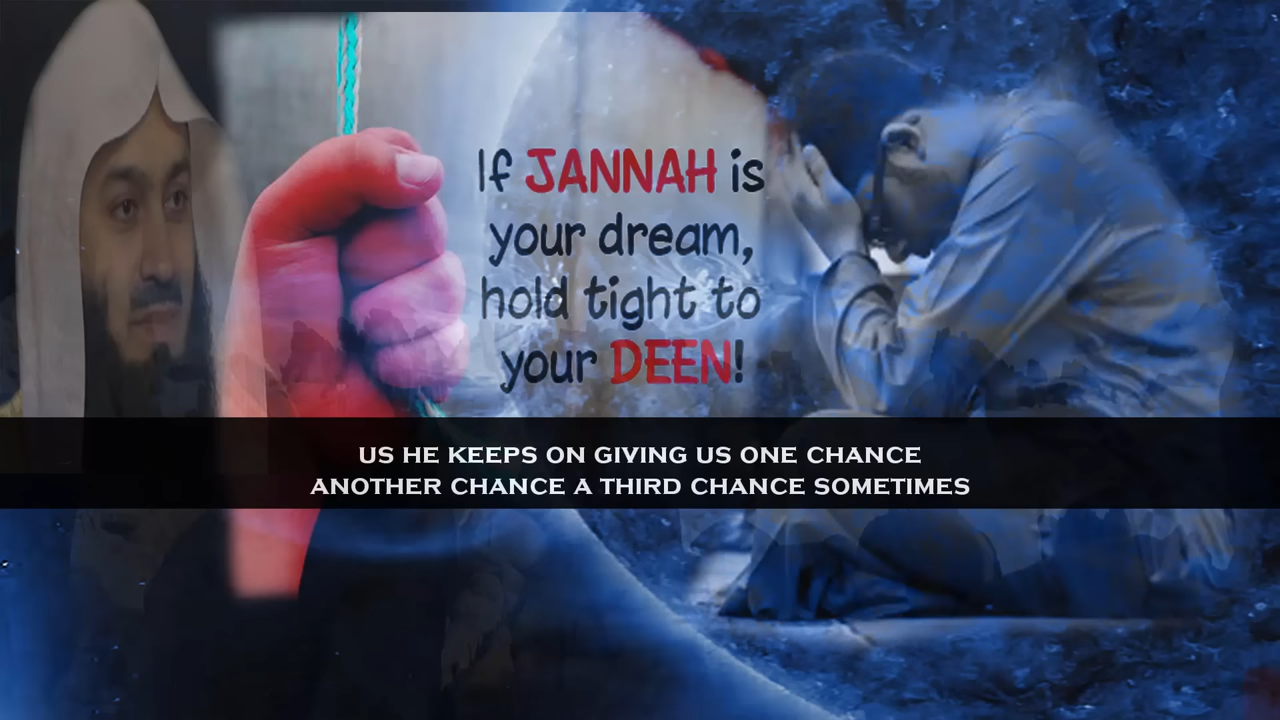 If JANNAH is
your dream,
hold tight to
your DEEN!
US HE KEEPS ON GIVING US ONE CHANCE
ANOTHER CHANCE A THIRD CHANCE SOMETIMES